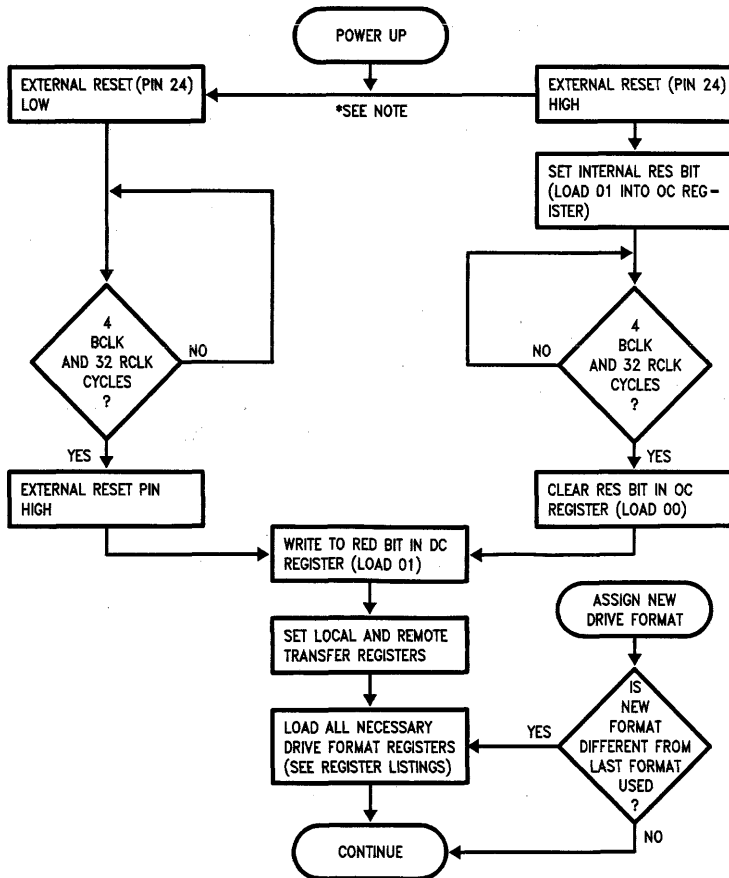 POWER UP
EXTERNAL RESET (PIN 24)
LOW
*SEE NOTE
EXTERNAL RESET (PIN 24)
HIGH
SET INTERNAL RES BIT
(LOAD 01 INTO OC REG-
ISTER)
4
BCLK
AND 32 RCLK
CYCLES
?
NO
YES
4
BCLK
AND 32 RCLK
CYCLES
?
NO
YES
EXTERNAL RESET PIN
HIGH
CLEAR RES BIT IN OC
REGISTER (LOAD 00)
WRITE TO RED BIT IN DC
REGISTER (LOAD 01)
SET LOCAL AND REMOTE
TRANSFER REGISTERS
ASSIGN NEW
DRIVE FORMAT
LOAD ALL NECESSARY
DRIVE FORMAT REGISTERS
(SEE REGISTER LISTINGS)
YES
IS
NEW
FORMAT
DIFFERENT FROM
LAST FORMAT
USED
?
NO
CONTINUE